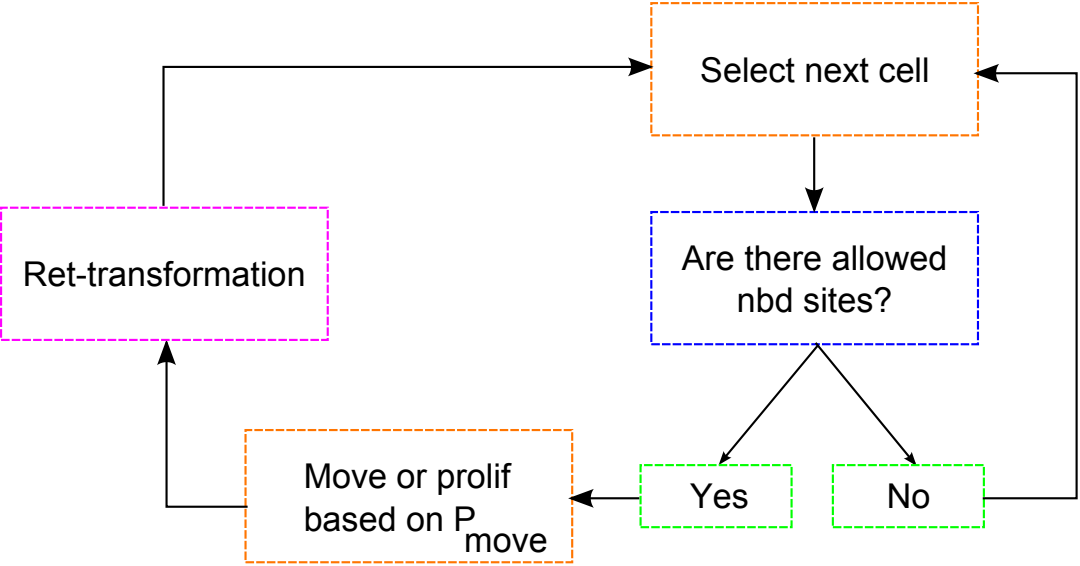 Select next cell
Are there allowed
nbd sites?
Ret-transformation
Yes
No
Move or prolif
based on P
move